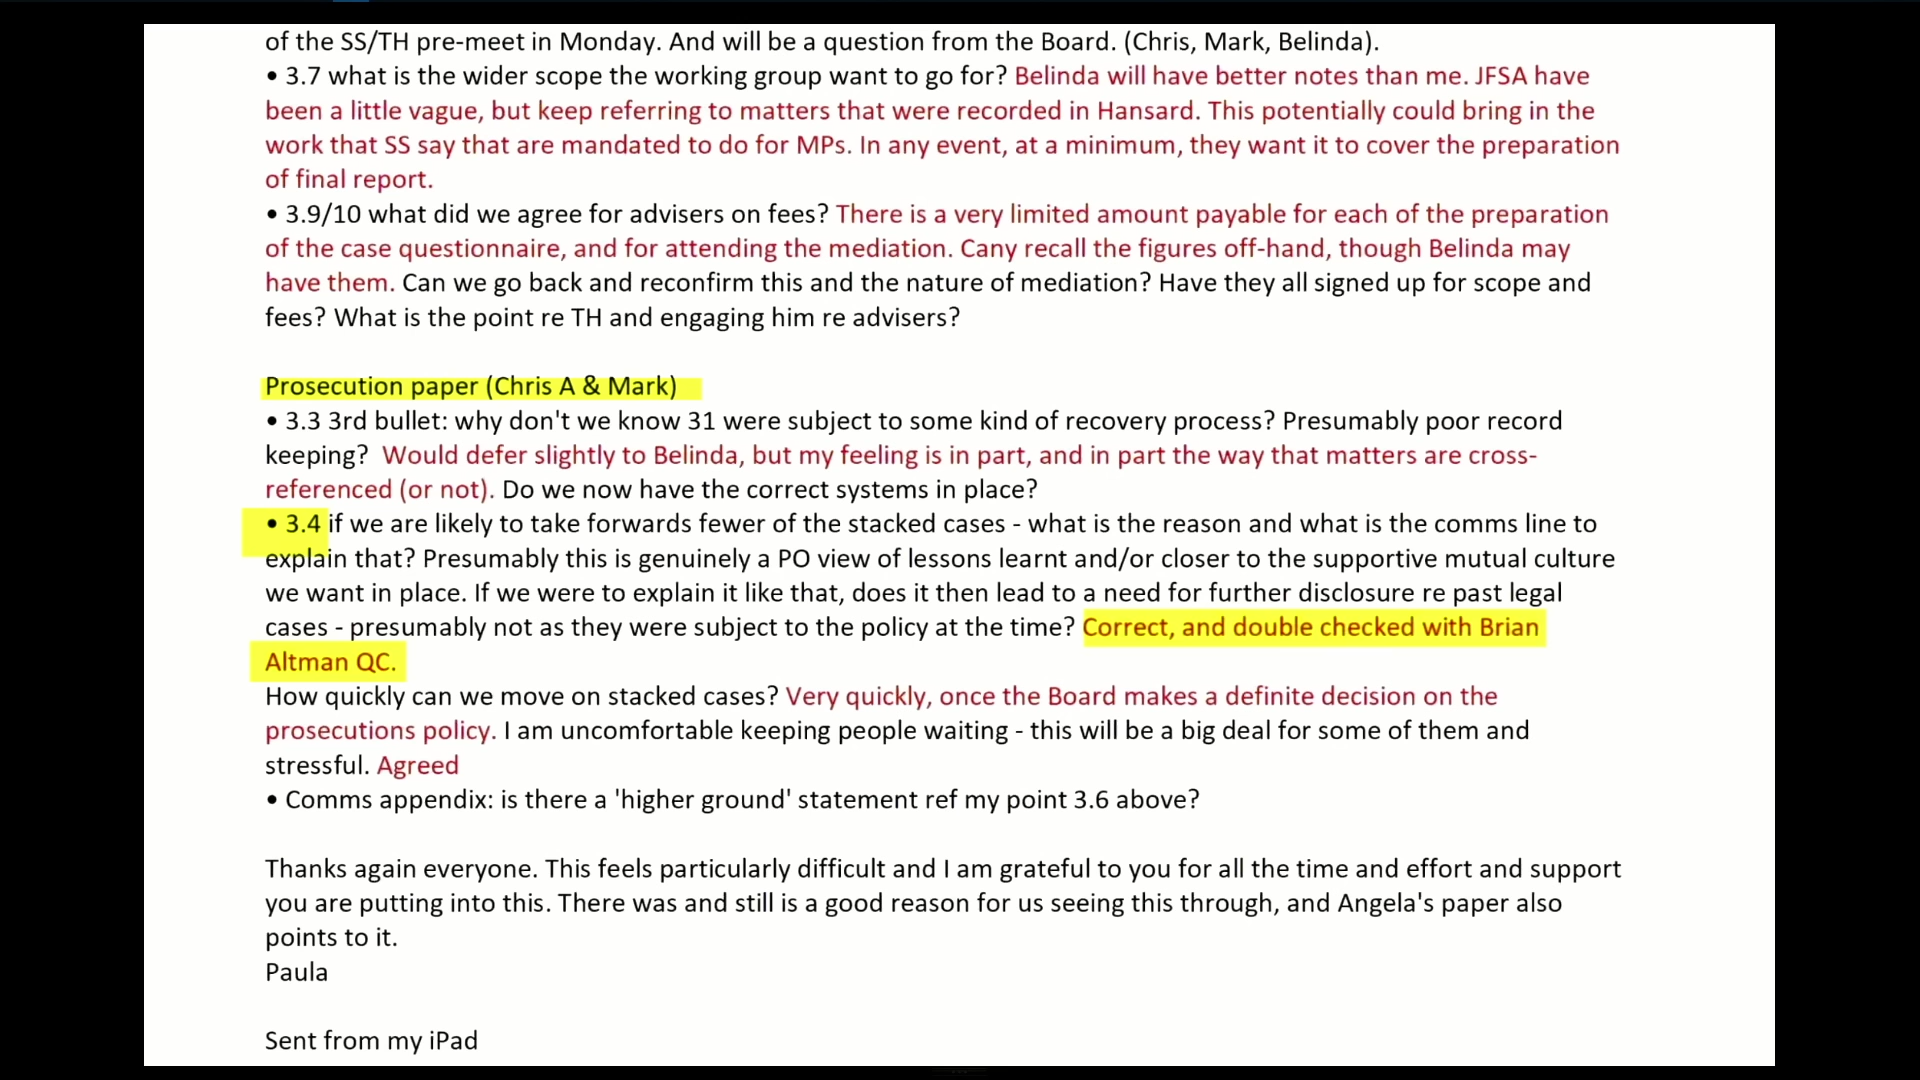 of the SS/TH pre-meet in Monday. And will be a question from the Board. (Chris, Mark, Belinda).
• 3.7 what is the wider scope the working group want to go for? Belinda will have better notes than me. JFSA have
been a little vague, but keep referring to matters that were recorded in Hansard. This potentially could bring in the
work that SS say that are mandated to do for MPs. In any event, at a minimum, they want it to cover the preparation
of final report.
• 3.9/10 what did we agree for advisers on fees? There is a very limited amount payable for each of the preparation
of the case questionnaire, and for attending the mediation. Cany recall the figures off-hand, though Belinda may
have them. Can we go back and reconfirm this and the nature of mediation? Have they all signed up for scope and
fees? What is the point re TH and engaging him re advisers?
Prosecution paper (Chris A & Mark)
• 3.3 3rd bullet: why don't we know 31 were subject to some kind of recovery process? Presumably poor record
keeping? Would defer slightly to Belinda, but my feeling is in part, and in part the way that matters are cross-
referenced (or not). Do we now have the correct systems in place?
• 3.4 if we are likely to take forwards fewer of the stacked cases - what is the reason and what is the comms line to
explain that? Presumably this is genuinely a PO view of lessons learnt and/or closer to the supportive mutual culture
we want in place. If we were to explain it like that, does it then lead to a need for further disclosure re past legal
cases - presumably not as they were subject to the policy at the time? Correct, and double checked with Brian
Altman QC.
How quickly can we move on stacked cases? Very quickly, once the Board makes a definite decision on the
prosecutions policy. I am uncomfortable keeping people waiting - this will be a big deal for some of them and
stressful. Agreed
• Comms appendix: is there a 'higher ground' statement ref my point 3.6 above?
Thanks again everyone. This feels particularly difficult and I am grateful to you for all the time and effort and support
you are putting into this. There was and still is a good reason for us seeing this through, and Angela's paper also
points to it.
Paula
Sent from my iPad